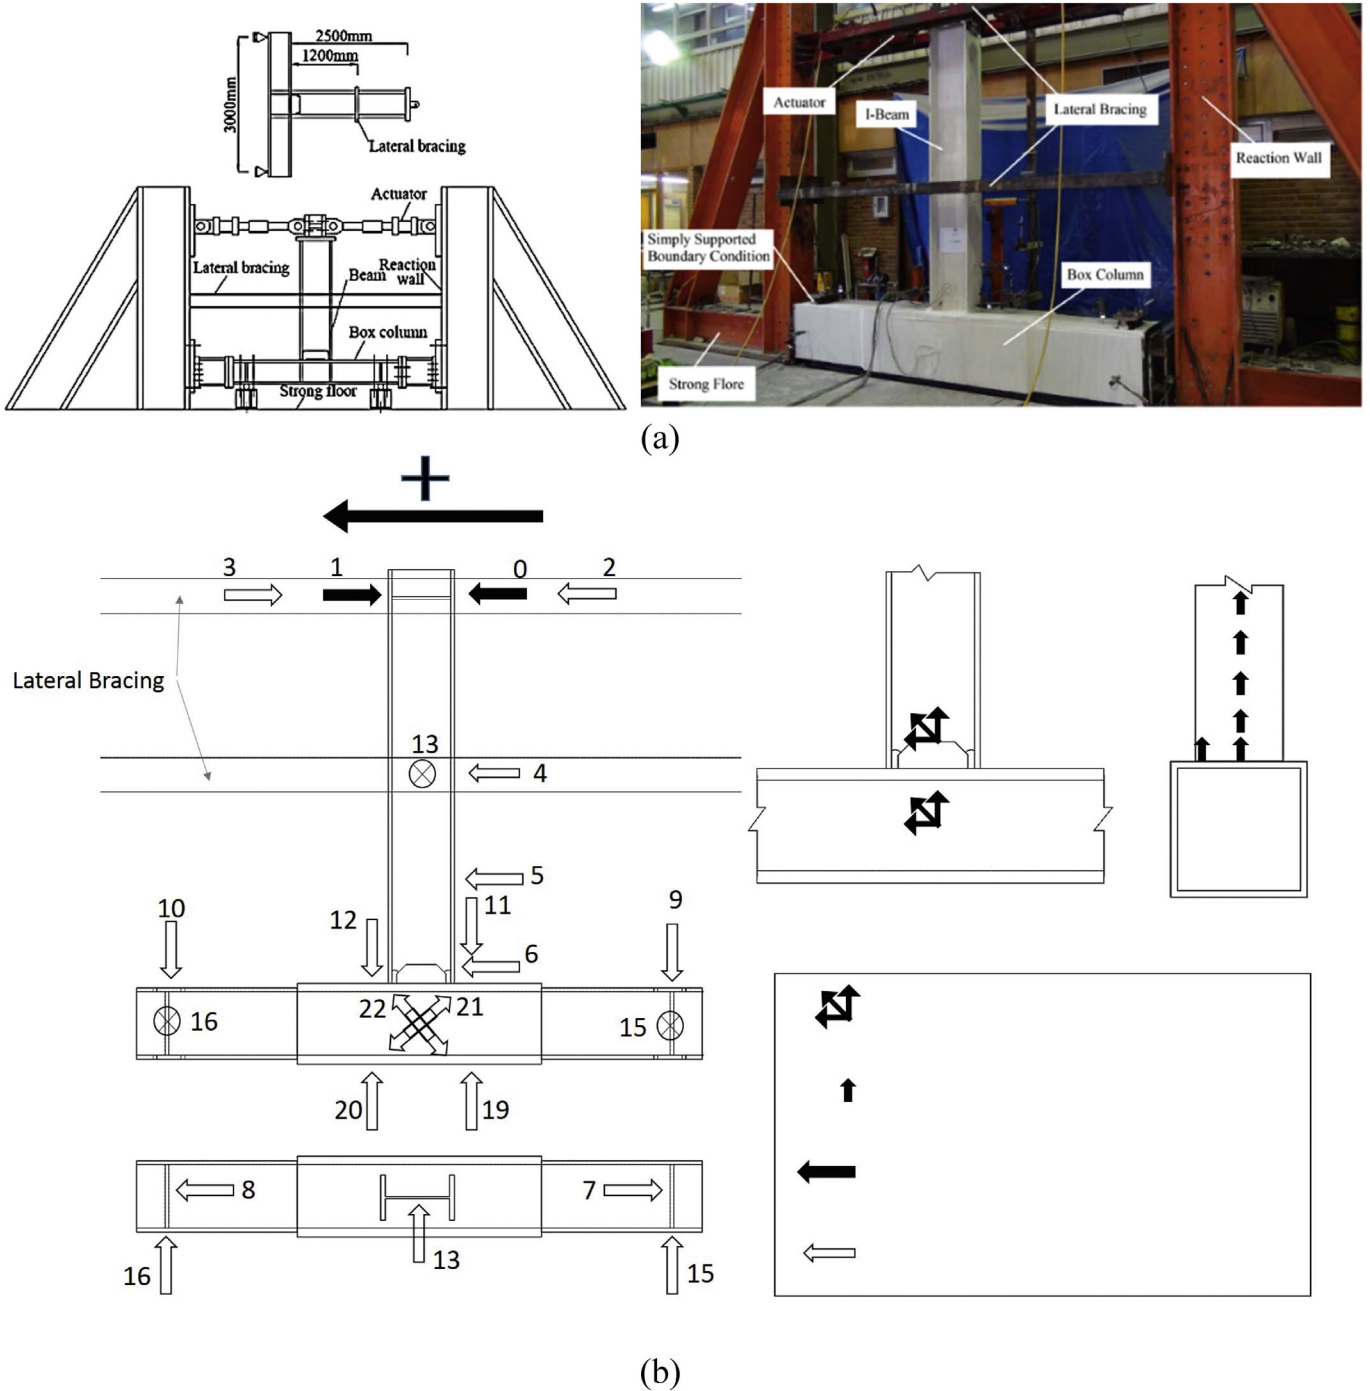 2500mm
1200mm
3000mm
Lateral bracing
Actuator
Lateral bracing
Reaction
wall
Beam
Box column
Strong floor
Actuator
I-Beam
Lateral Bracing
Reaction Wall
Simply Supported
Boundary Condition
Box Column
Strong Flore
(a)
+
3 1 0 2
Lateral Bracing
13
4
5
10 12 11 9
6
16 22 21 15
20 19
8 7
16 13 15
(b)